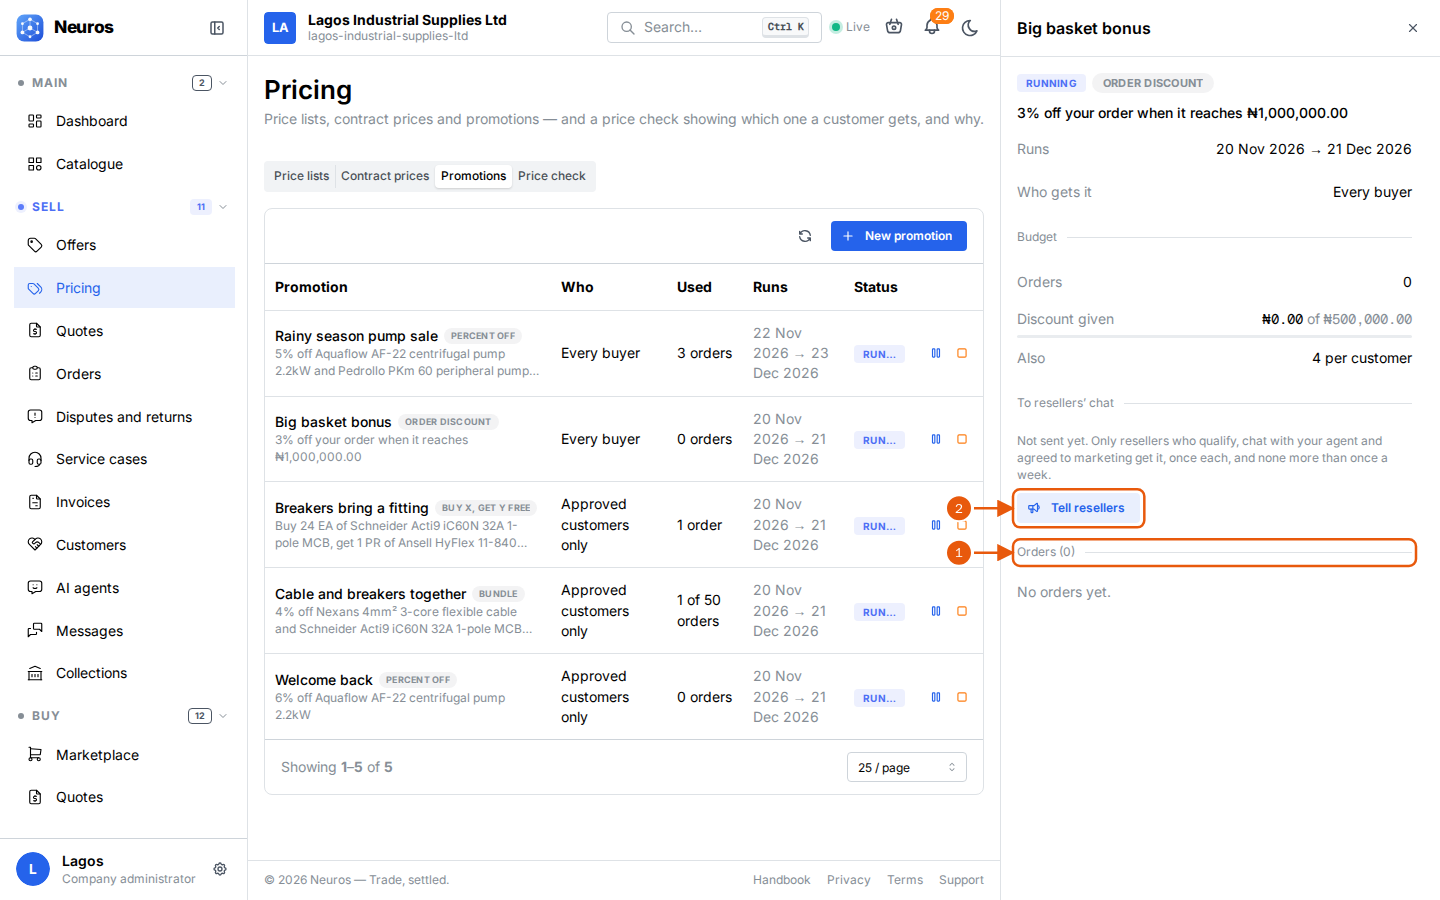 Neuros
MAIN
2
Dashboard
Catalogue
SELL
11
Offers
Pricing
Quotes
Orders
Disputes and returns
Service cases
Invoices
Customers
AI agents
Messages
Collections
BUY
12
Marketplace
Quotes
L
Lagos
Company administrator
LA
Lagos Industrial Supplies Ltd
lagos-industrial-supplies-ltd
Search...
Ctrl K
Live
29
Pricing
Price lists, contract prices and promotions — and a price check showing which one a customer gets, and why.
Price lists
Contract prices
Promotions
Price check
New promotion
Promotion
Who
Used
Runs
Status
Rainy season pump sale PERCENT OFF
5% off Aquaflow AF-22 centrifugal pump
2.2kW and Pedrollo PKm 60 peripheral pump...
Every buyer
3 orders
22 Nov
2026 → 23
Dec 2026
RUN...
Big basket bonus ORDER DISCOUNT
3% off your order when it reaches
₦1,000,000.00
Every buyer
0 orders
20 Nov
2026 → 21
Dec 2026
RUN...
Breakers bring a fitting BUY X, GET Y FREE
Buy 24 EA of Schneider Acti9 iC60N 32A 1-
pole MCB, get 1 PR of Ansell HyFlex 11-840...
Approved
customers
only
1 order
20 Nov
2026 → 21
Dec 2026
RUN...
Cable and breakers together BUNDLE
4% off Nexans 4mm² 3-core flexible cable
and Schneider Acti9 iC60N 32A 1-pole MCB...
Approved
customers
only
1 of 50
orders
20 Nov
2026 → 21
Dec 2026
RUN...
Welcome back PERCENT OFF
6% off Aquaflow AF-22 centrifugal pump
2.2kW
Approved
customers
only
0 orders
20 Nov
2026 → 21
Dec 2026
RUN...
Showing 1–5 of 5
25 / page
© 2026 Neuros — Trade, settled.
Handbook
Privacy
Terms
Support
Big basket bonus
RUNNING
ORDER DISCOUNT
3% off your order when it reaches ₦1,000,000.00
Runs
20 Nov 2026 → 21 Dec 2026
Who gets it
Every buyer
Budget
Orders
0
Discount given
₦0.00 of ₦500,000.00
Also
4 per customer
To resellers' chat
Not sent yet. Only resellers who qualify, chat with your agent and
agreed to marketing get it, once each, and none more than once a
week.
2
Tell resellers
1
Orders (0)
No orders yet.